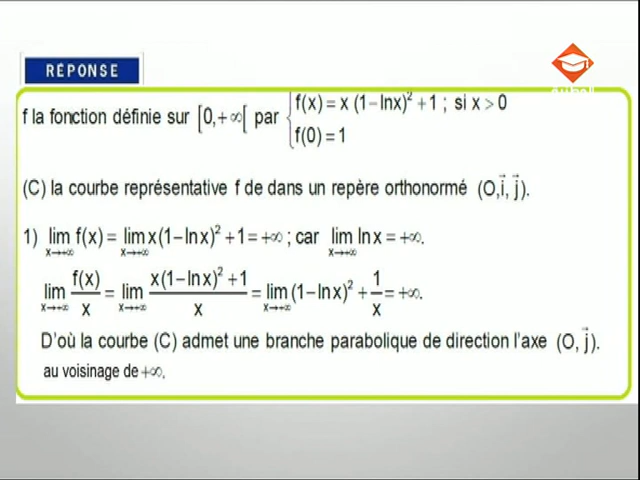 RÉPONSE
f la fonction définie sur [0,+∞[ par { f(x) = x (1−lnx)² +1 ; si x > 0
f(0) = 1
(C) la courbe représentative f de dans un repère orthonormé (O,i⃗, j⃗).
1) lim x→+∞ f(x) = lim x→+∞ x(1−lnx)² +1 = +∞ ; car lim x→+∞ lnx = +∞.
lim x→+∞ f(x)/x = lim x→+∞ (x(1−lnx)² +1)/x = lim x→+∞ (1−lnx)² + 1/x = +∞.
D'où la courbe (C) admet une branche parabolique de direction l'axe (O, j⃗).
au voisinage de +∞.